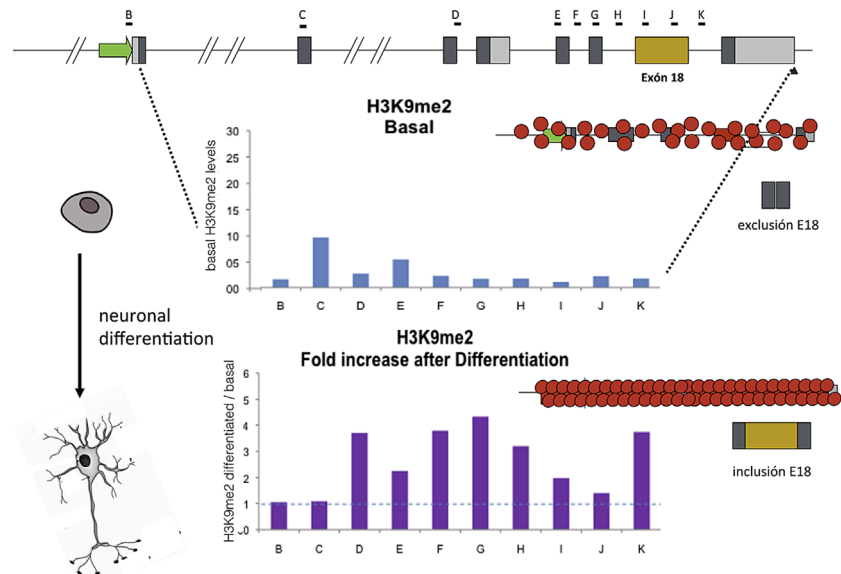 B C D E F G H I J K
Exón 18
H3K9me2
Basal
basal H3K9me2 levels
30
25
20
15
10
05
00
B C D E F G H I J K
exclusión E18
neuronal
differentiation
H3K9me2
Fold increase after Differentiation
H3K9me2 differentiated / basal
6
5
4
3
2
1
.0
B C D E F G H I J K
inclusión E18